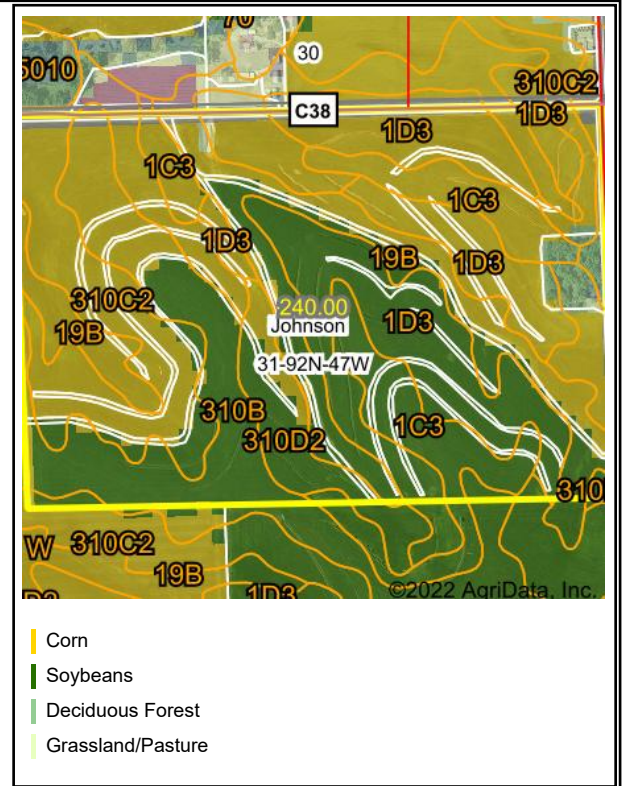 70
30
5010
310C2
C38
1D3
1D3
1C3
1C3
1D3
19B
1D3
310C2
240.00
19B
Johnson
1D3
31-92N-47W
310B
1C3
310D2
310
W
310C2
19B
1D3
©2022 AgriData, Inc.
Corn
Soybeans
Deciduous Forest
Grassland/Pasture